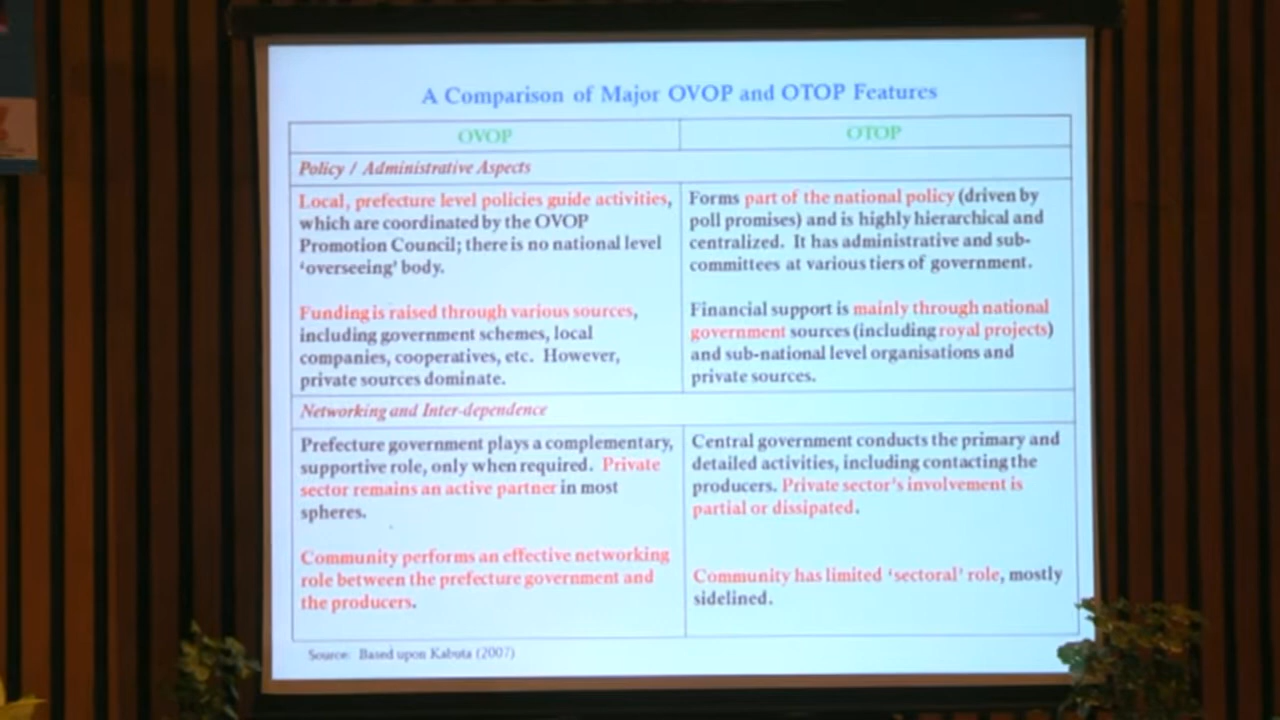 A Comparison of Major OVOP and OTOP Features
OVOP
OTOP
Policy / Administrative Aspects
Local, prefecture level policies guide activities,
which are coordinated by the OVOP
Promotion Council; there is no national level
‘overseeing’ body.
Funding is raised through various sources,
including government schemes, local
companies, cooperatives, etc. However,
private sources dominate.
Forms part of the national policy (driven by
poll promises) and is highly hierarchical and
centralized. It has administrative and sub-
committees at various tiers of government.
Financial support is mainly through national
government sources (including royal projects)
and sub-national level organisations and
private sources.
Networking and Inter-dependence
Prefecture government plays a complementary,
supportive role, only when required. Private
sector remains an active partner in most
spheres.
Community performs an effective networking
role between the prefecture government and
the producers.
Central government conducts the primary and
detailed activities, including contacting the
producers. Private sector’s involvement is
partial or dissipated.
Community has limited ‘sectoral’ role, mostly
sidelined.
Source: Based upon Kabuta (2007)